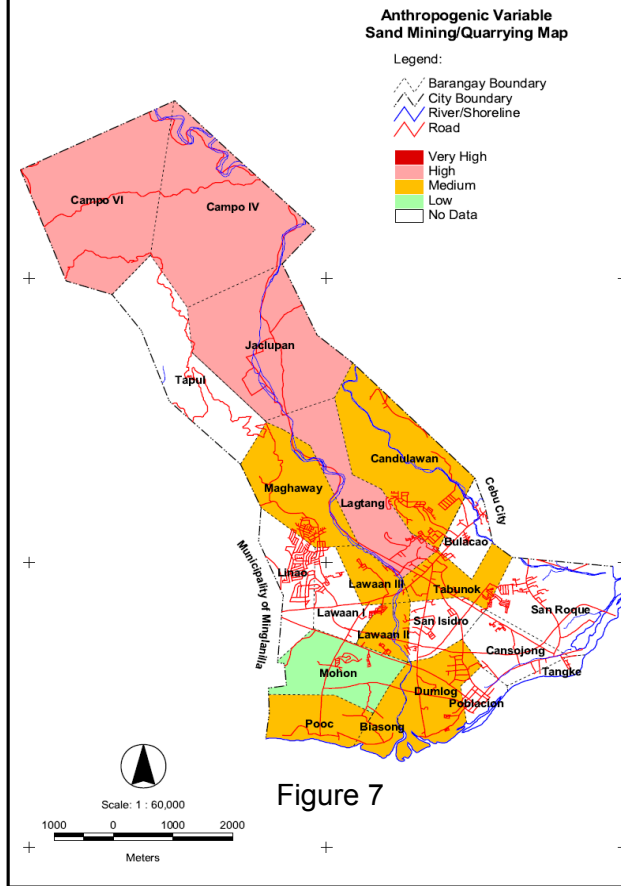 Anthropogenic Variable
Sand Mining/Quarrying Map
Legend:
Barangay Boundary
City Boundary
River/Shoreline
Road
Very High
High
Medium
Low
No Data
Campo VI
Campo IV
Jaclupan
Tapul
Candulawan
Maghaway
Lagtang
Cebu City
Bulacao
Municipality of Minglanilla
Linao
Lawaan III
Tabunok
San Roque
Lawaan I
San Isidro
Lawaan II
Cansojong
Mohon
Tangke
Dumlog
Poblacion
Pooc
Biasong
Figure 7
Scale: 1 : 60,000
1000 0 1000 2000
Meters